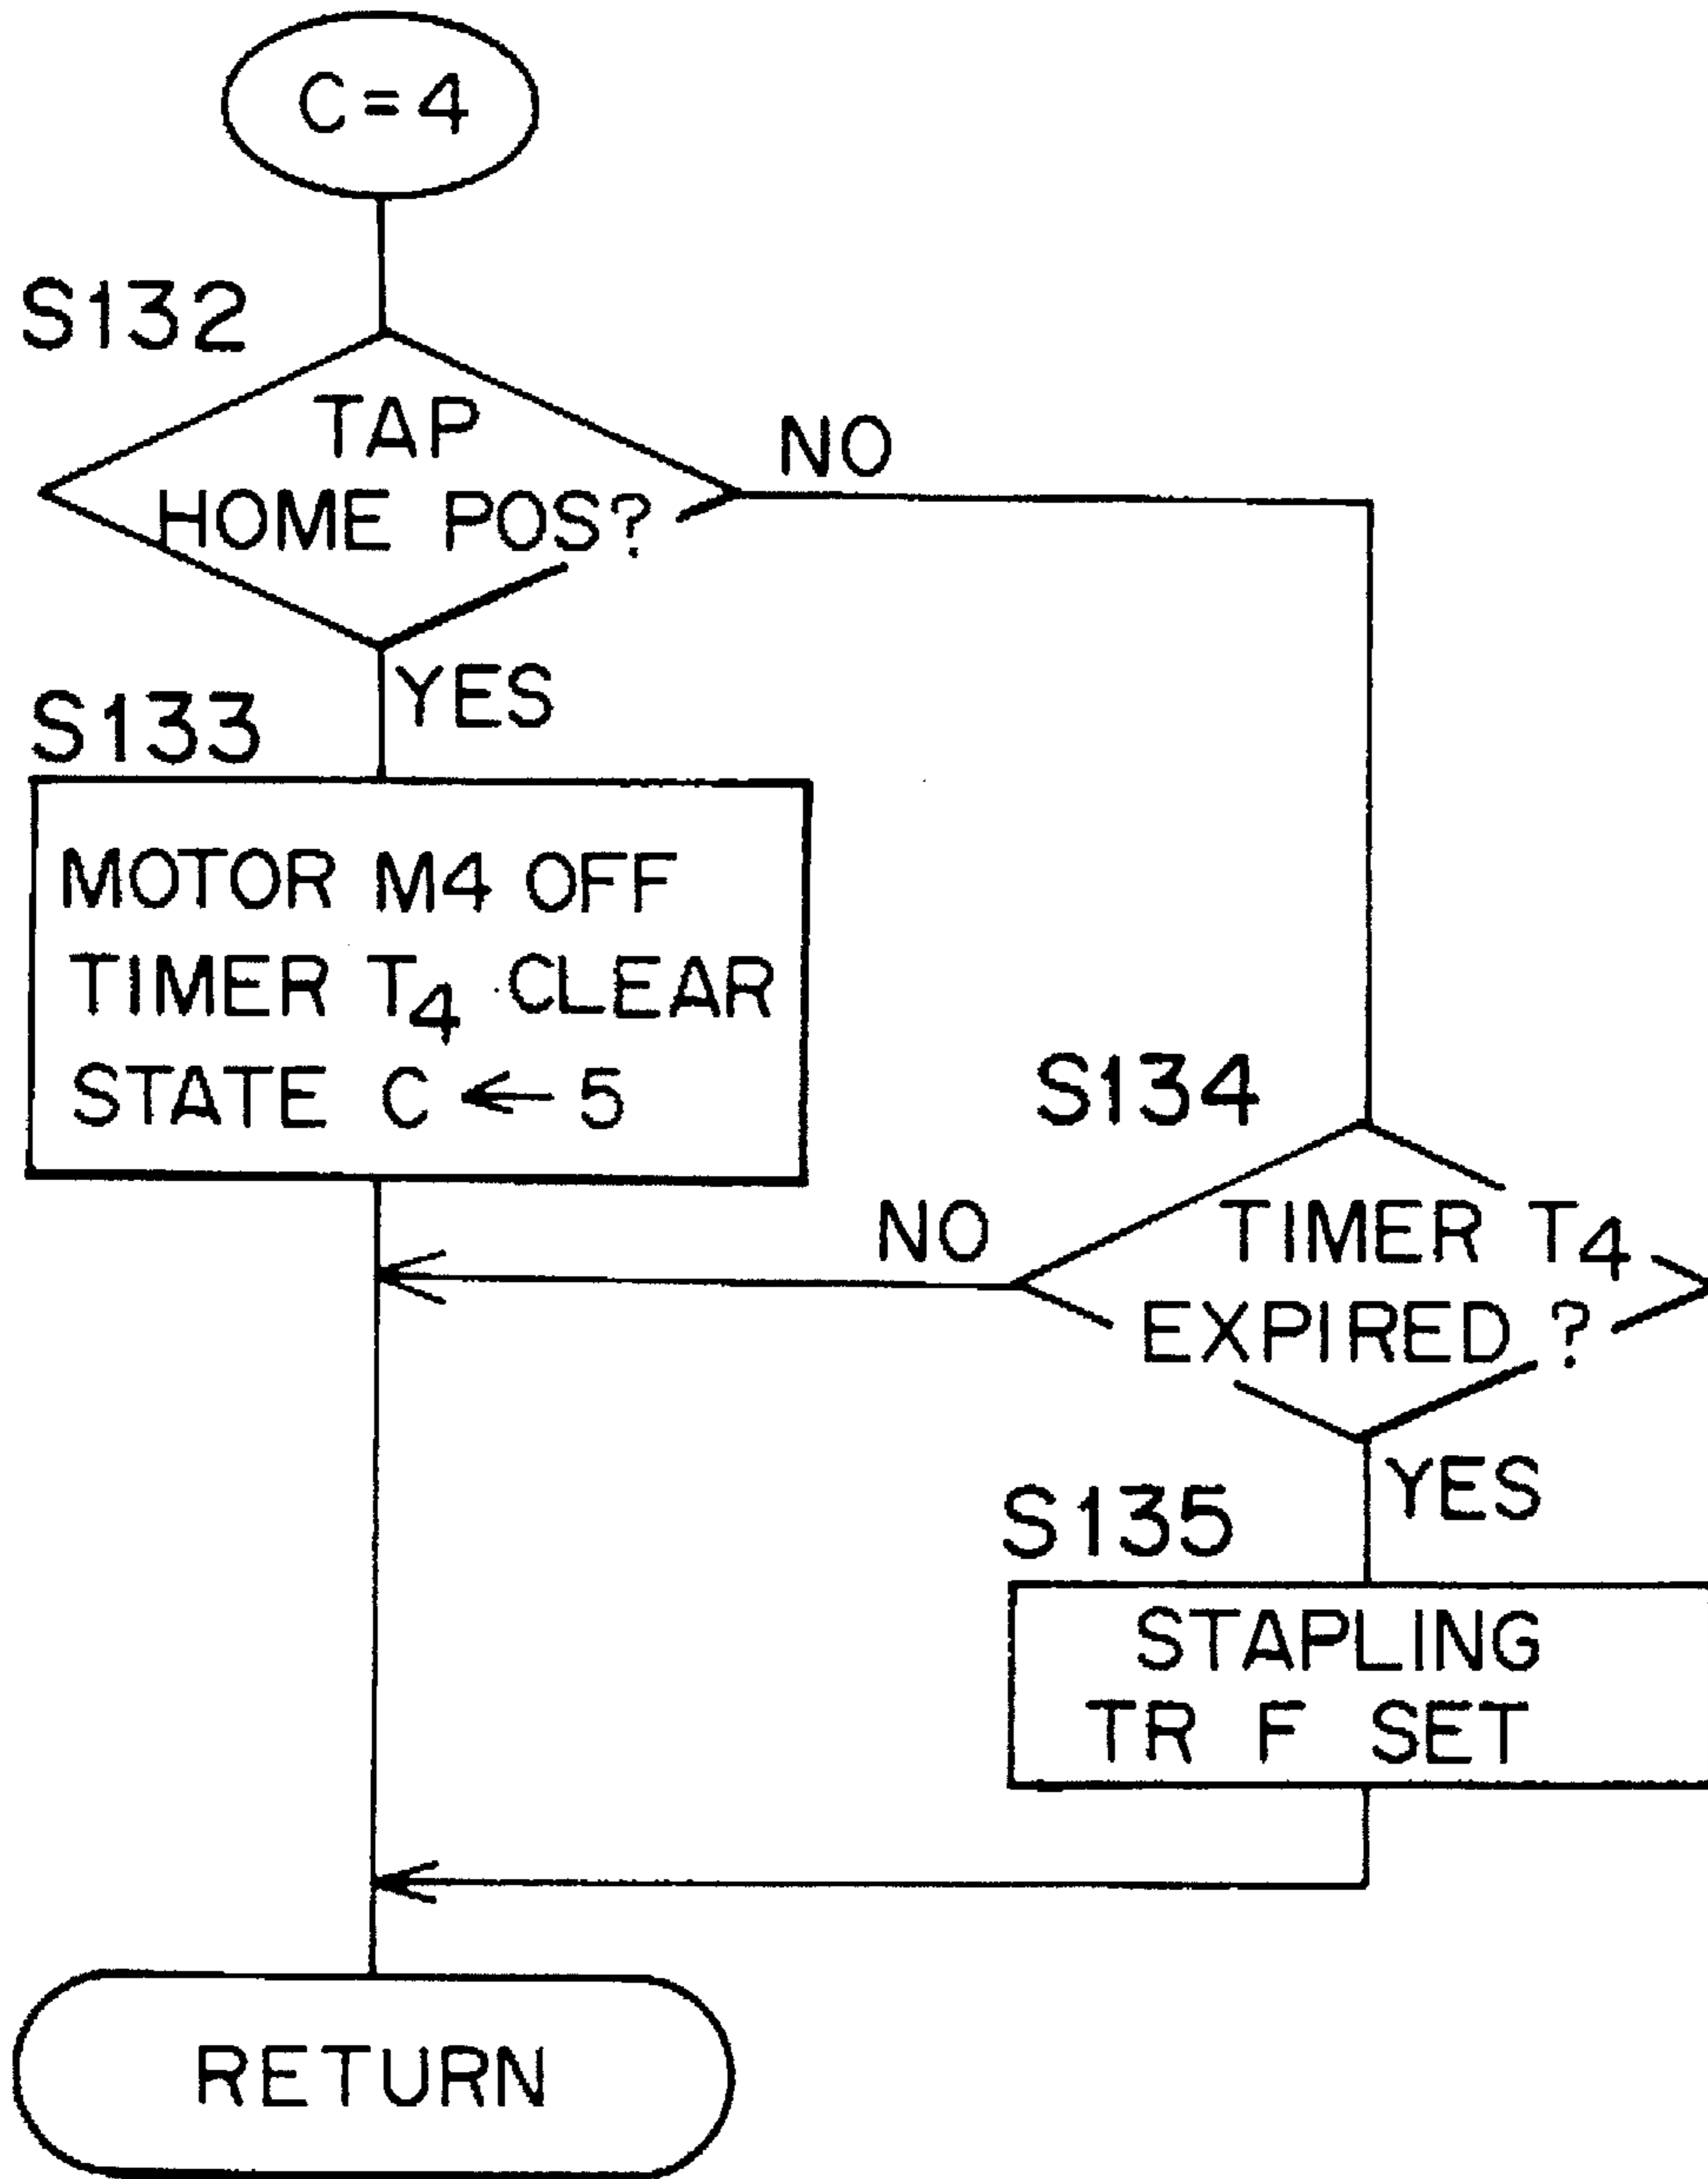 C=4
S132
TAP
HOME POS?
NO
YES
S133
MOTOR M4 OFF
TIMER T4 CLEAR
STATE C ← 5
S134
NO
TIMER T4
EXPIRED ?
YES
S135
STAPLING
TR F SET
RETURN